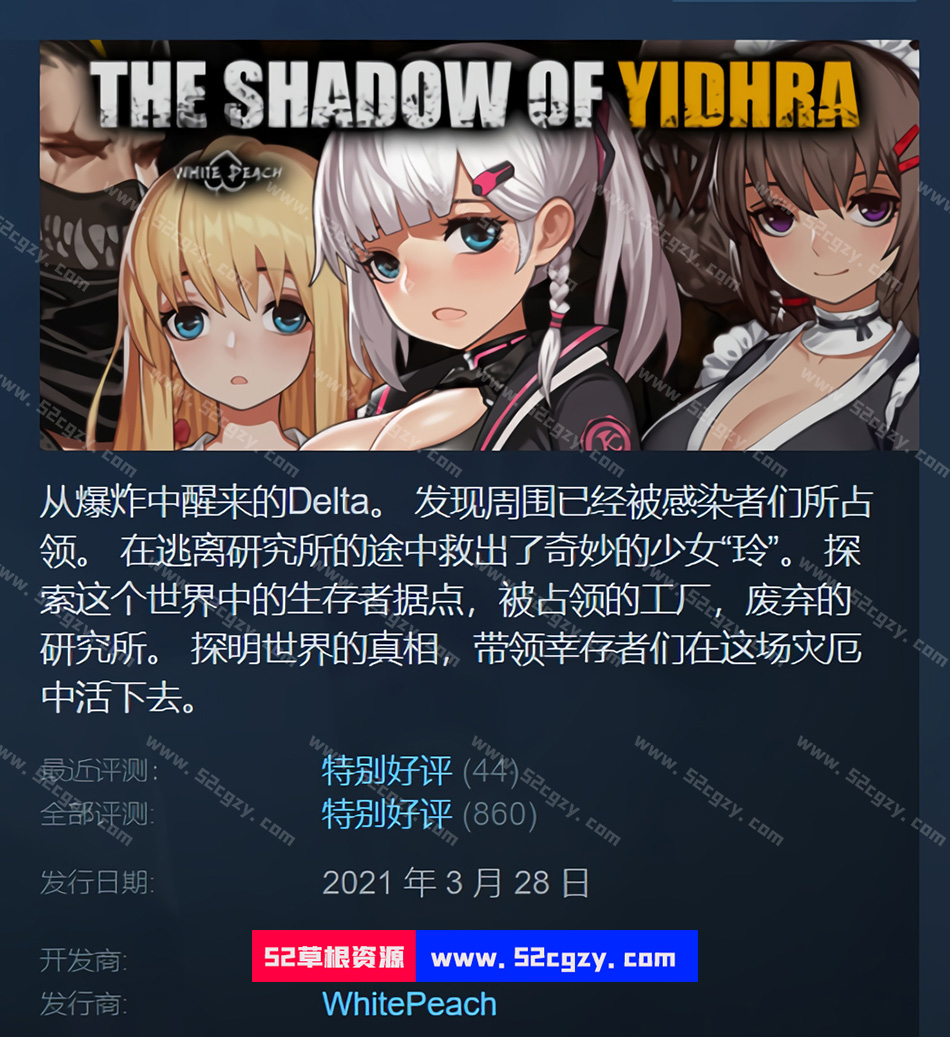 THE SHADOW OF YIDHRA
WHITE PEACH
从爆炸中醒来的Delta。 发现周围已经被感染者们所占
领。 在逃离研究所的途中救出了奇妙的少女“玲”。 探
索这个世界中的生存者据点，被占领的工厂，废弃的
研究所。 探明世界的真相，带领幸存者们在这场灾厄
中活下去。
最近评测: 特别好评 (44)
全部评测: 特别好评 (860)
发行日期: 2021 年 3 月 28 日
开发商:
52草根资源 www.52cgzy.com
发行商: WhitePeach
www.52cgzy.com